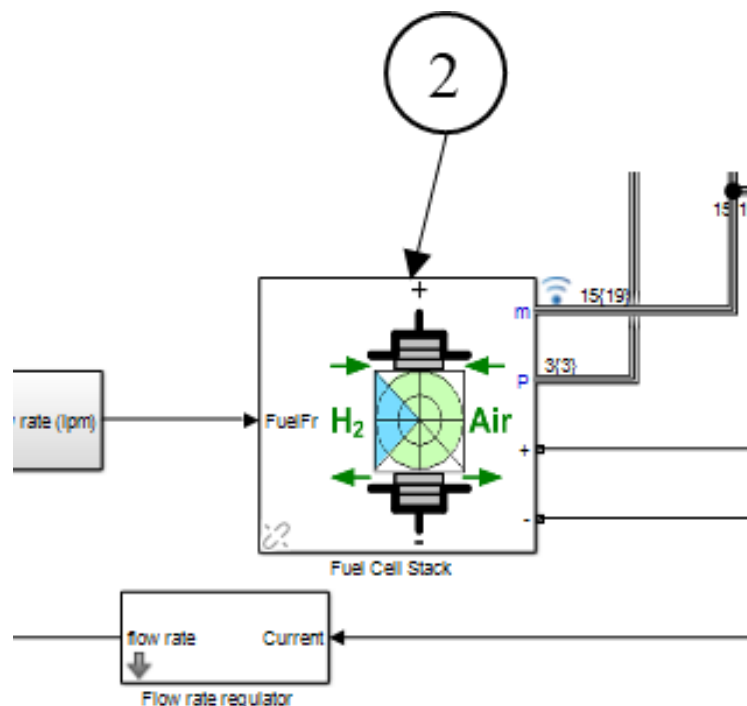 2
+
15{19}
m
3{3}
P
rate (lpm)
FuelFr
H₂
Air
+
-
-
Fuel Cell Stack
flow rate
Current
Flow rate regulator